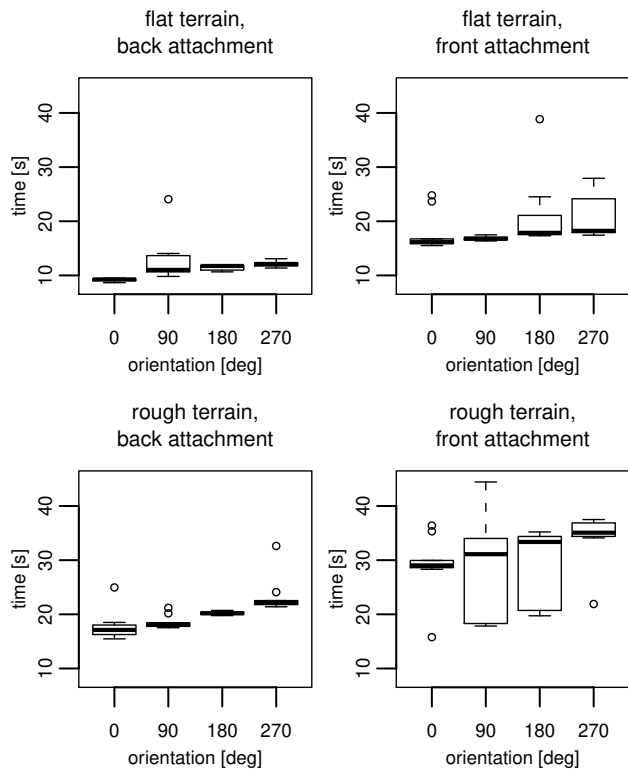 flat terrain,
back attachment
40
30
20
10
time [s]
0 90 180 270
orientation [deg]
flat terrain,
front attachment
40
30
20
10
time [s]
0 90 180 270
orientation [deg]
rough terrain,
back attachment
40
30
20
10
time [s]
0 90 180 270
orientation [deg]
rough terrain,
front attachment
40
30
20
10
time [s]
0 90 180 270
orientation [deg]